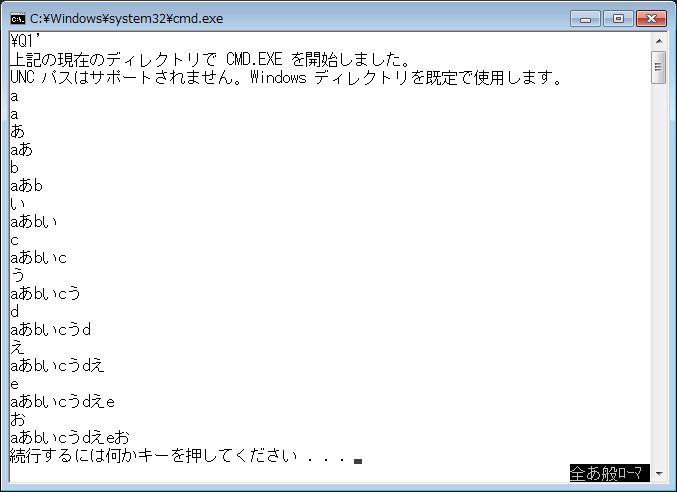 C:¥Windows¥system32¥cmd.exe
¥Q1'
上記の現在のディレクトリで CMD.EXE を開始しました。
UNC パスはサポートされません。Windows ディレクトリを既定で使用します。
a
a
あ
aあ
b
aあb
い
aあbい
c
aあbいc
う
aあbいcう
d
aあbいcうd
え
aあbいcうdえ
e
aあbいcうdえe
お
aあbいcうdえeお
続行するには何かキーを押してください . . .
全あ般ﾛｰﾏ